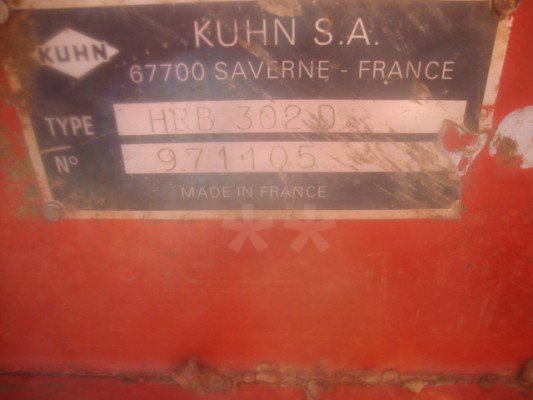 KUHN
KUHN S.A.
67700 SAVERNE - FRANCE
TYPE HRB 302 D
N° 971105
MADE IN FRANCE